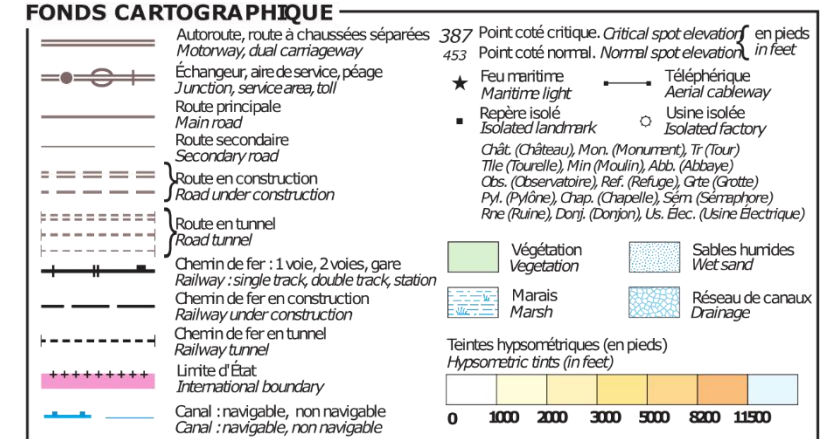 FONDS CARTOGRAPHIQUE
Autoroute, route à chaussées séparées
Motorway, dual carriageway
Échangeur, aire de service, péage
Junction, service area, toll
Route principale
Main road
Route secondaire
Secondary road
Route en construction
Road under construction
Route en tunnel
Road tunnel
Chemin de fer : 1 voie, 2 voies, gare
Railway : single track, double track, station
Chemin de fer en construction
Railway under construction
Chemin de fer en tunnel
Railway tunnel
Limite d'État
International boundary
Canal : navigable, non navigable
Canal : navigable, non navigable
387 Point coté critique. Critical spot elevation
453 Point coté normal. Normal spot elevation
en pieds
in feet
Feu maritime
Maritime light
Téléphérique
Aerial cableway
Repère isolé
Isolated landmark
Usine isolée
Isolated factory
Chât. (Château), Mon. (Monument), Tr (Tour)
Tlle (Tourelle), Min (Moulin), Abb. (Abbaye)
Obs. (Observatoire), Ref. (Refuge), Grte (Grotte)
Pyl. (Pylône), Chap. (Chapelle), Sém. (Sémaphore)
Rne (Ruine), Donj. (Donjon), Us. Élec. (Usine Électrique)
Végétation
Vegetation
Sables humides
Wet sand
Marais
Marsh
Réseau de canaux
Drainage
Teintes hypsométriques (en pieds)
Hypsometric tints (in feet)
0 1000 2000 3000 5000 8200 11500